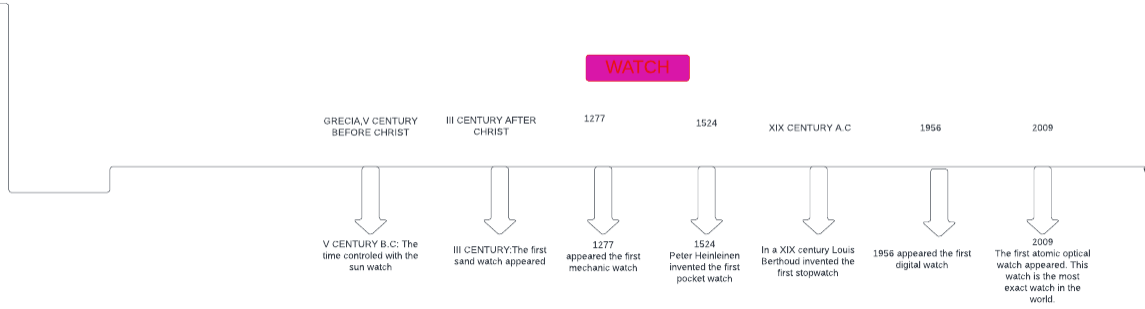 WATCH
GRECIA,V CENTURY
BEFORE CHRIST
III CENTURY AFTER
CHRIST
1277
1524
XIX CENTURY A.C
1956
2009
V CENTURY B.C: The
time controled with the
sun watch
III CENTURY:The first
sand watch appeared
1277
appeared the first
mechanic watch
1524
Peter Heinleinen
invented the first
pocket watch
In a XIX century Louis
Berthoud invented the
first stopwatch
1956 appeared the first
digital watch
2009
The first atomic optical
watch appeared. This
watch is the most
exact watch in the
world.